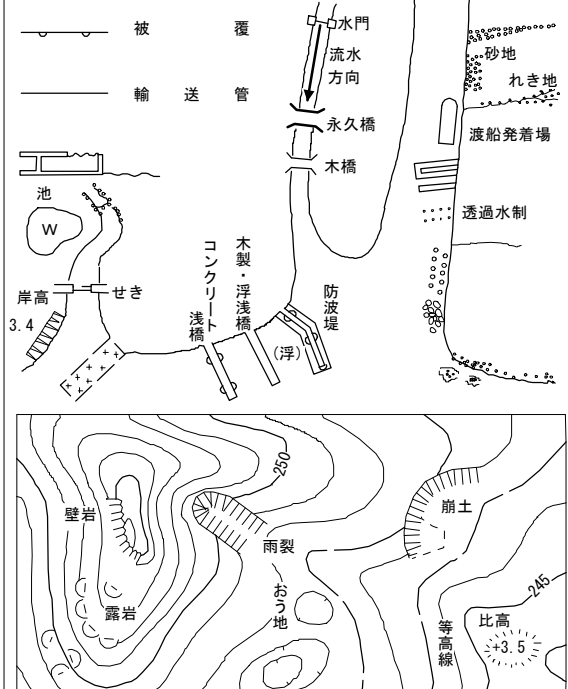 被　　覆
輸　送　管
水門
流水
方向
永久橋
木橋
砂地
れき地
渡船発着場
透過水制
池
W
岸高
3.4
せき
コンクリート
浅橋
木製・浮浅橋
防波堤
(浮)
250
壁岩
露岩
雨裂
おう地
崩土
245
等高線
比高
+3.5